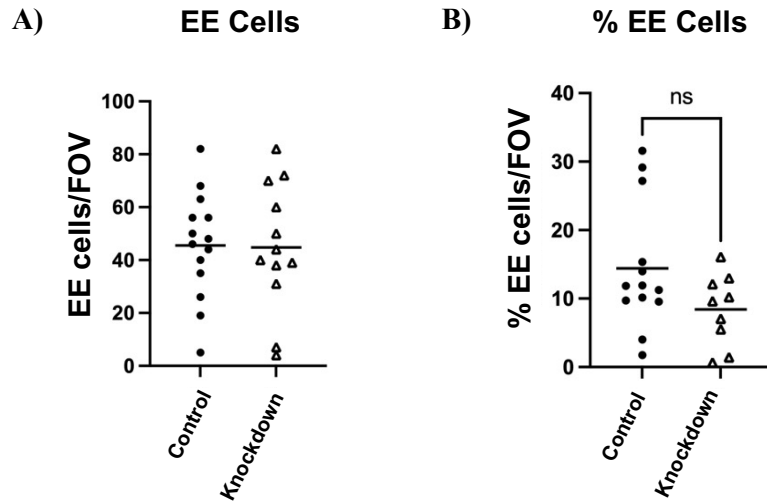 A)
EE Cells
EE cells/FOV
100
80
60
40
20
0
Control
Knockdown
B)
% EE Cells
% EE cells/FOV
40
30
20
10
0
ns
Control
Knockdown